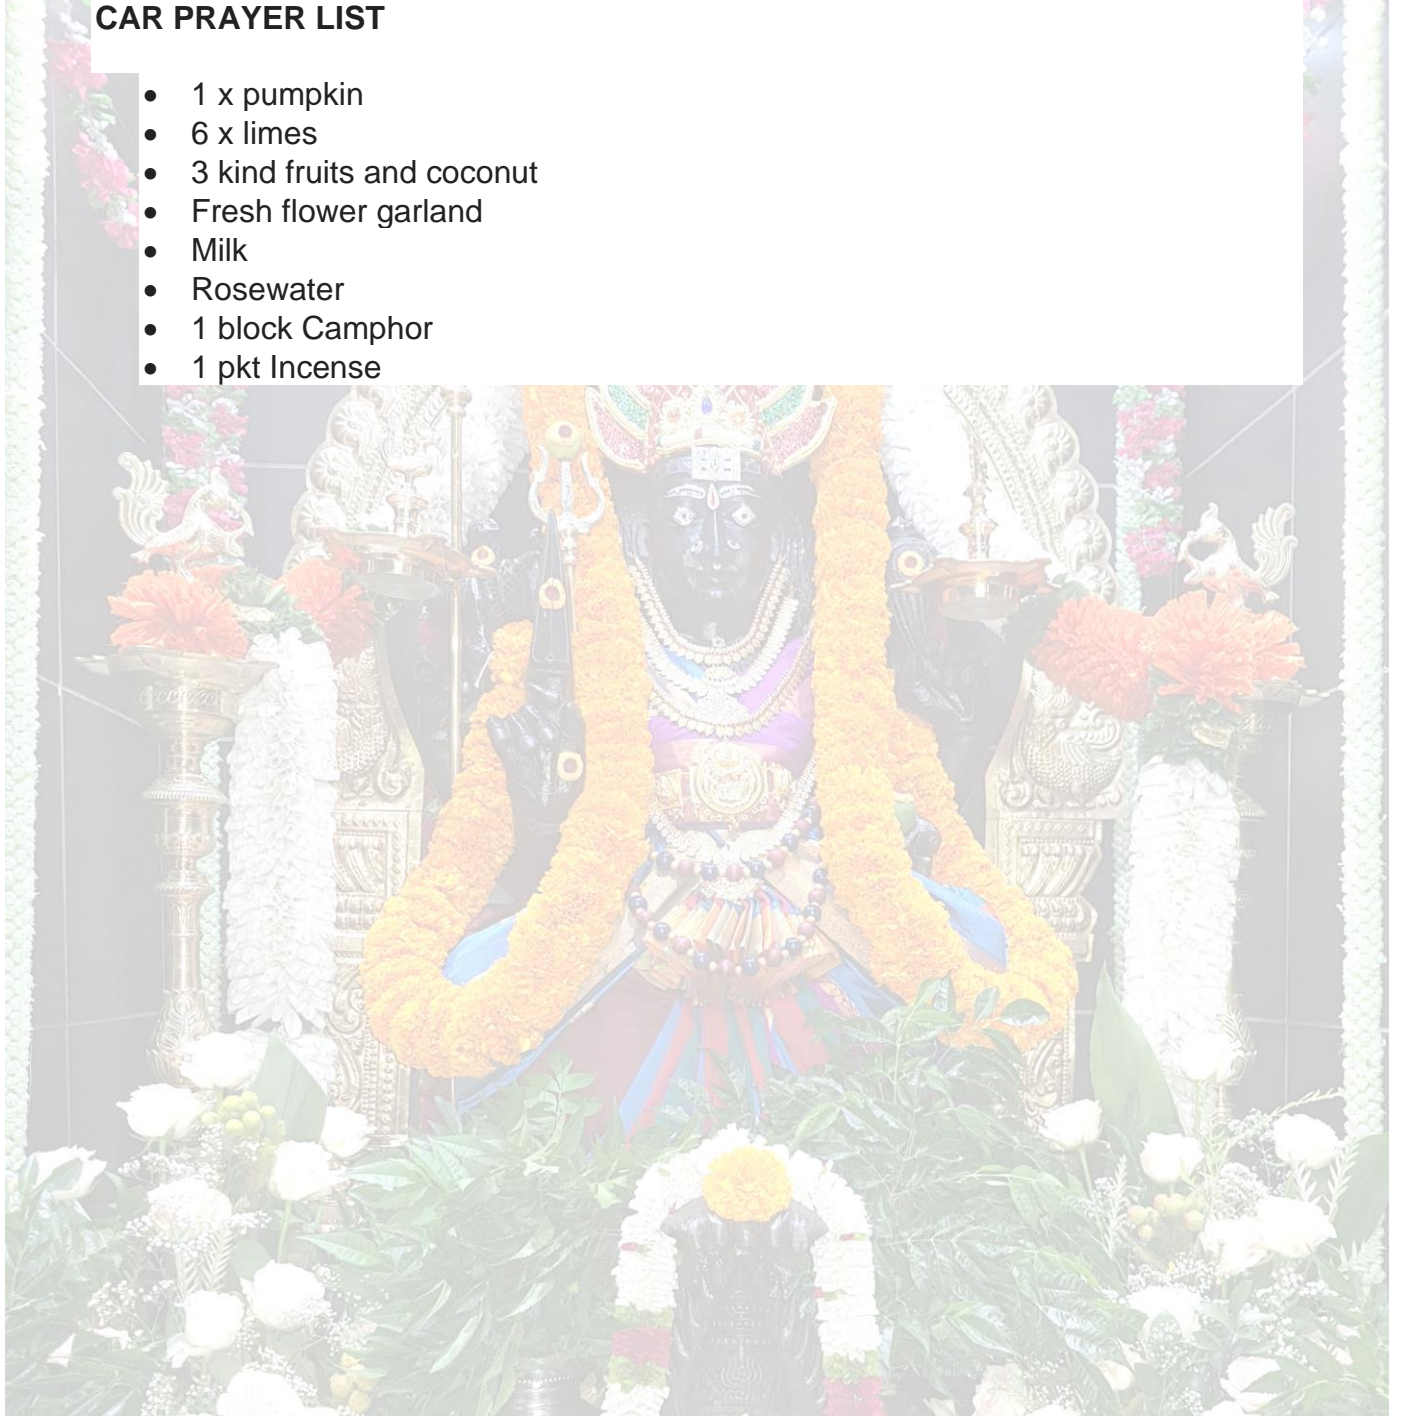 CAR PRAYER LIST
• 1 x pumpkin
• 6 x limes
• 3 kind fruits and coconut
• Fresh flower garland
• Milk
• Rosewater
• 1 block Camphor
• 1 pkt Incense